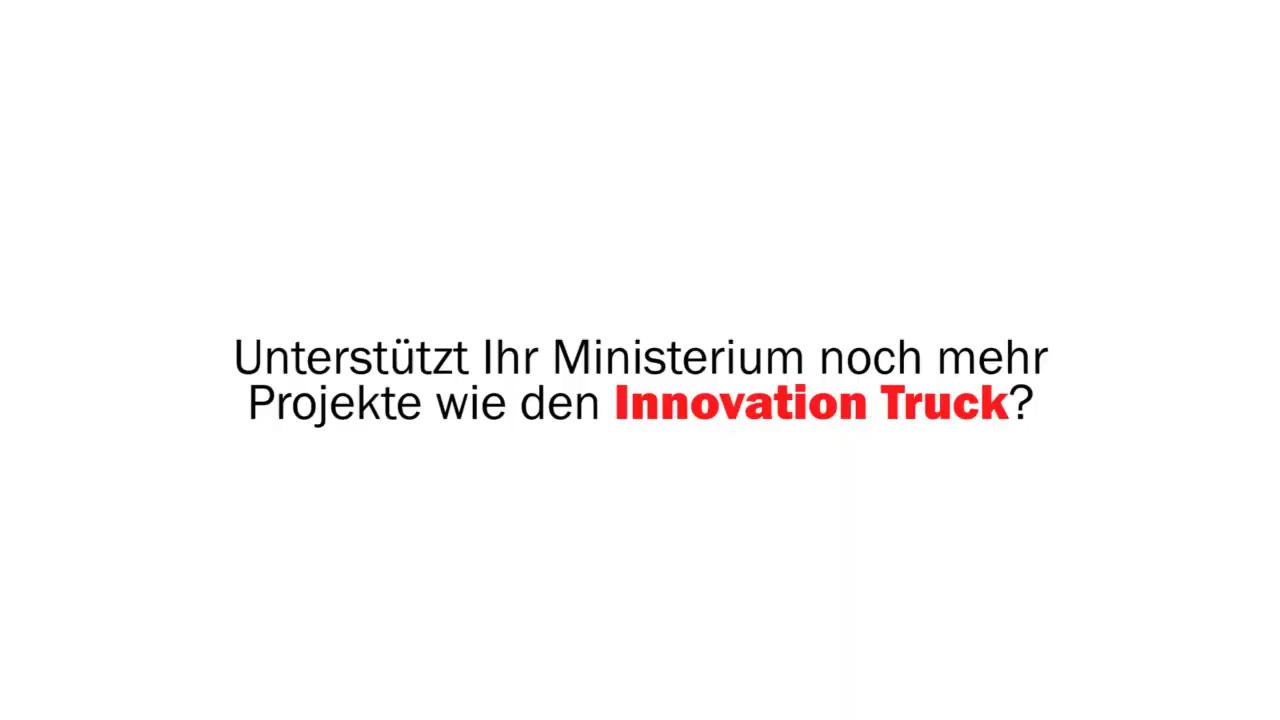 Unterstützt Ihr Ministerium noch mehr
Projekte wie den Innovation Truck?